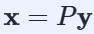 x = Py